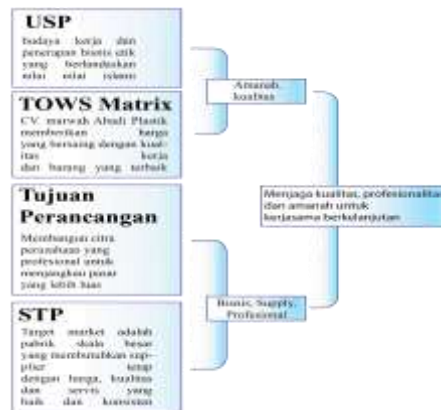 USP
budaya kerja dan
penerapan bisnis etik
yang berlandaskan
nilai nilai islami
TOWS Matrix
CV. marwah Abadi Plastik
memberikan harga
yang bersaing dengan kual-
itas kerja
dan barang yang terbaik
Tujuan
Perancangan
Membangun citra
perusahaan yang
profesional untuk
menjangkau pasar
yang lebih luas
STP
Target market adalah
pabrik skala besar
yang membutuhkan sup-
plier tetap
dengan harga, kualitas
dan servis yang
baik dan konsisten
Amanah,
kualitas
Bisnis, Supply,
Profesional
Menjaga kualitas, profesionalitas
dan amanah untuk
kerjasama berkelanjutan